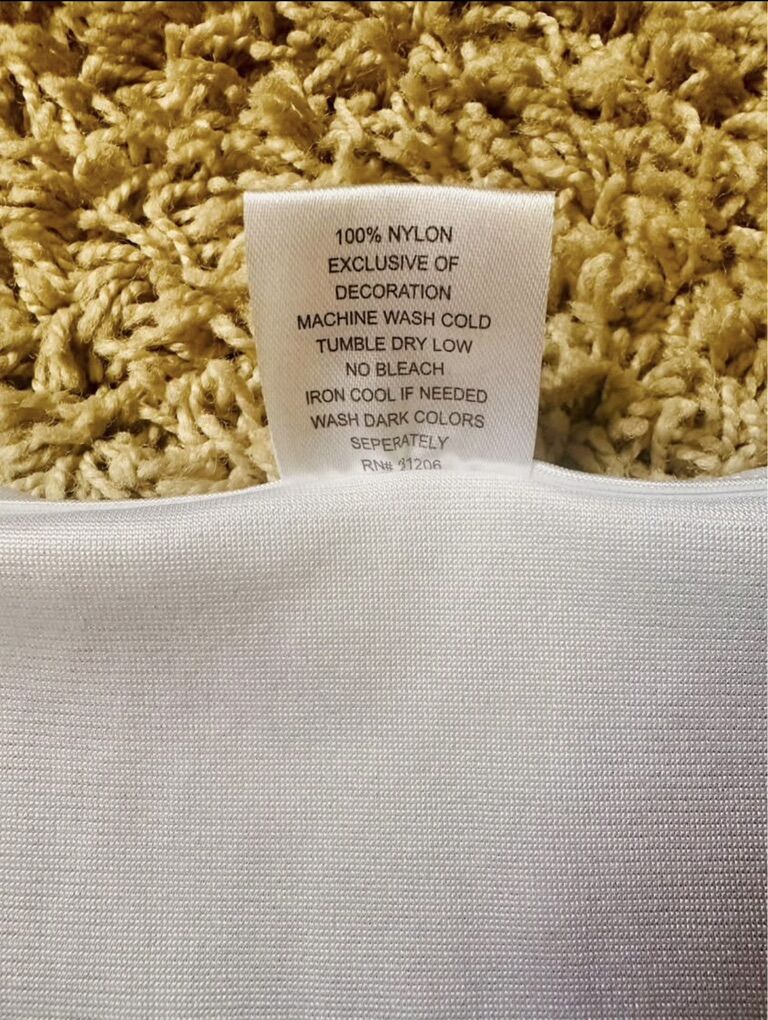 100% NYLON
EXCLUSIVE OF
DECORATION
MACHINE WASH COLD
TUMBLE DRY LOW
NO BLEACH
IRON COOL IF NEEDED
WASH DARK COLORS
SEPERATELY
RN#